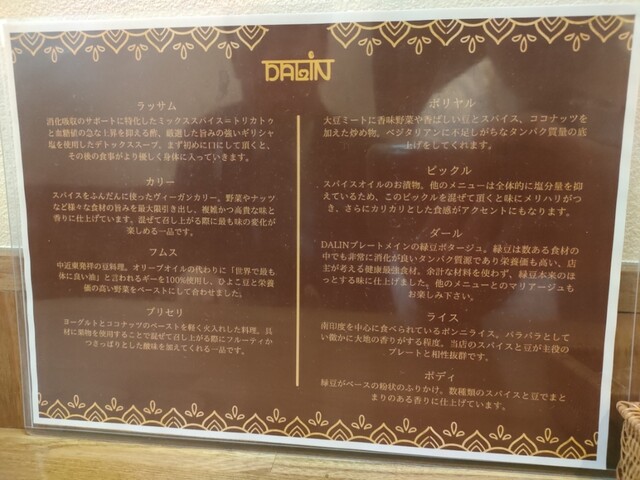 DALIN
ラッサム
消化吸収のサポートに特化したミックススパイス＝トリカトゥ
と血糖値の急な上昇を抑える酢、厳選した旨みの強いギリシャ
塩を使用したデトックススープ。まず初めに口にして頂くと、
その後の食事がより優しく身体に入っていきます。
カリー
スパイスをふんだんに使ったヴィーガンカリー。野菜やナッツ
など様々な食材の旨みを最大限引き出し、複雑かつ高貴な味と
香りに仕上げています。混ぜて召し上がる際に最も味の変化が
楽しめる一品です。
フムス
中近東発祥の豆料理。オリーブオイルの代わりに「世界で最も
体に良い油」と言われるギーを100%使用し、ひよこ豆と栄養
価の高い野菜をペーストにして合わせました。
プリセリ
ヨーグルトとココナッツのペーストを軽く火入れした料理。具
材に果物を使用することで混ぜて召し上がる際にフルーティか
つさっぱりとした酸味を加えてくれる一品です。
ポリヤル
大豆ミートに香味野菜や香ばしい豆とスパイス、ココナッツを
加えた炒め物。ベジタリアンに不足しがちなタンパク質量の底
上げをしてくれます。
ピックル
スパイスオイルのお漬物。他のメニューは全体的に塩分量を抑
えているため、このピックルを混ぜて頂くと味にメリハリがつ
き、さらにカリカリとした食感がアクセントにもなります。
ダール
DALINプレートメインの緑豆ポタージュ。緑豆は数ある食材の
中でも非常に消化が良いタンパク質源であり栄養価も高い、店
主が考える健康最強食材。余計な材料を使わず、緑豆本来のほ
っとする味に仕上げました。他のメニューとのマリアージュも
お楽しみ下さい。
ライス
南印度を中心に食べられているポンニライス。パラパラとして
い微かに大地の香りがする程度。当店のスパイスと豆が主役の
プレートと相性抜群です。
ポディ
緑豆がベースの粉状のふりかけ。数種類のスパイスと豆でまと
まりのある香りに仕上げています。